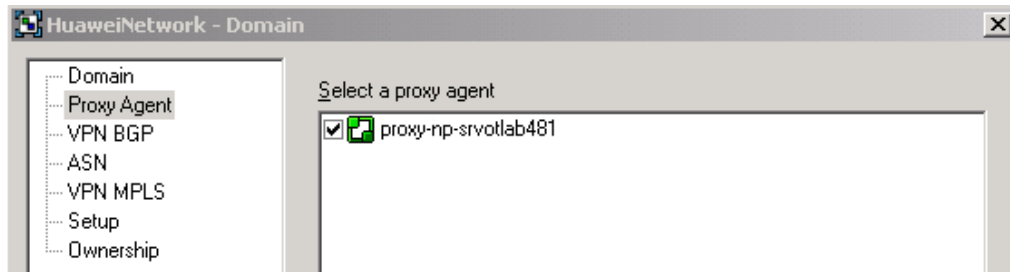 HuaweiNetwork - Domain
Domain
Proxy Agent
VPN BGP
ASN
VPN MPLS
Setup
Ownership
Select a proxy agent
proxy-np-srvotlab481